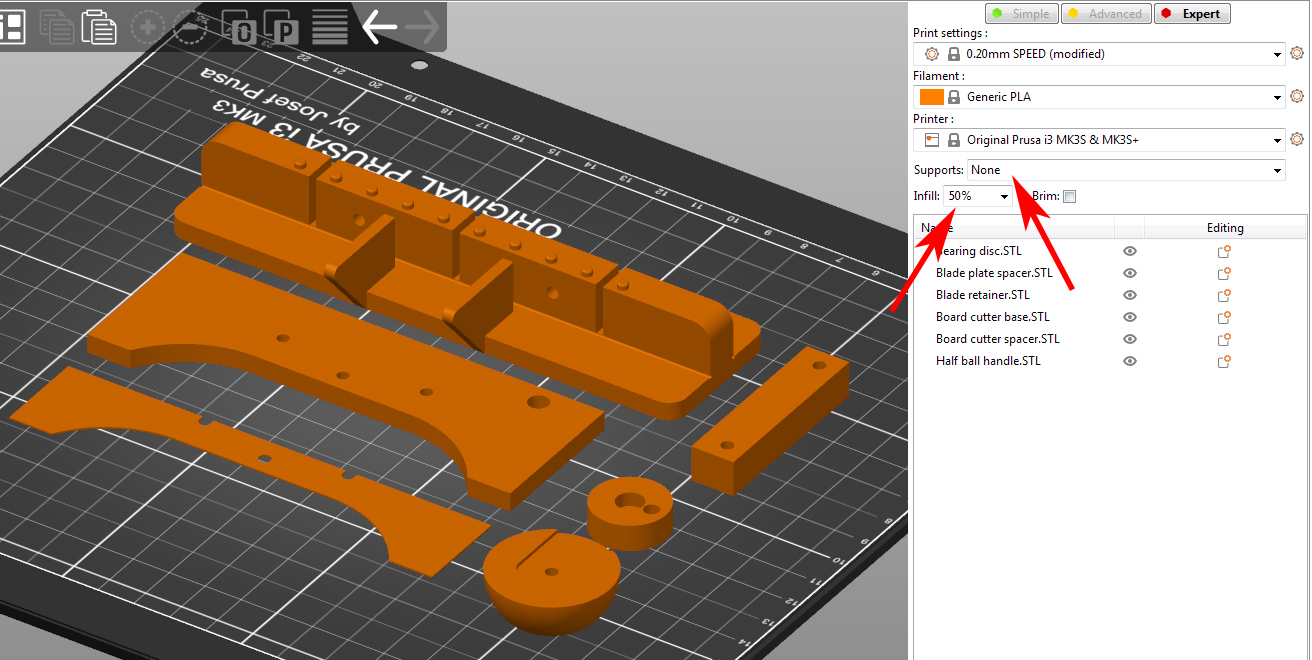 Simple
Advanced
Expert
Print settings :
0.20mm SPEED (modified)
Filament :
Generic PLA
Printer :
Original Prusa i3 MK3S & MK3S+
Supports: None
Infill: 50%
Brim:
Editing
Bearing disc.STL
Blade plate spacer.STL
Blade retainer.STL
Board cutter base.STL
Board cutter spacer.STL
Half ball handle.STL
ORIGINAL PRUSA i3 MK3
by Josef Prusa
22
21
20
19
18
17
16
15
14
13
12
11
10
9
8
7
6
8
9
10
11
12
13
14